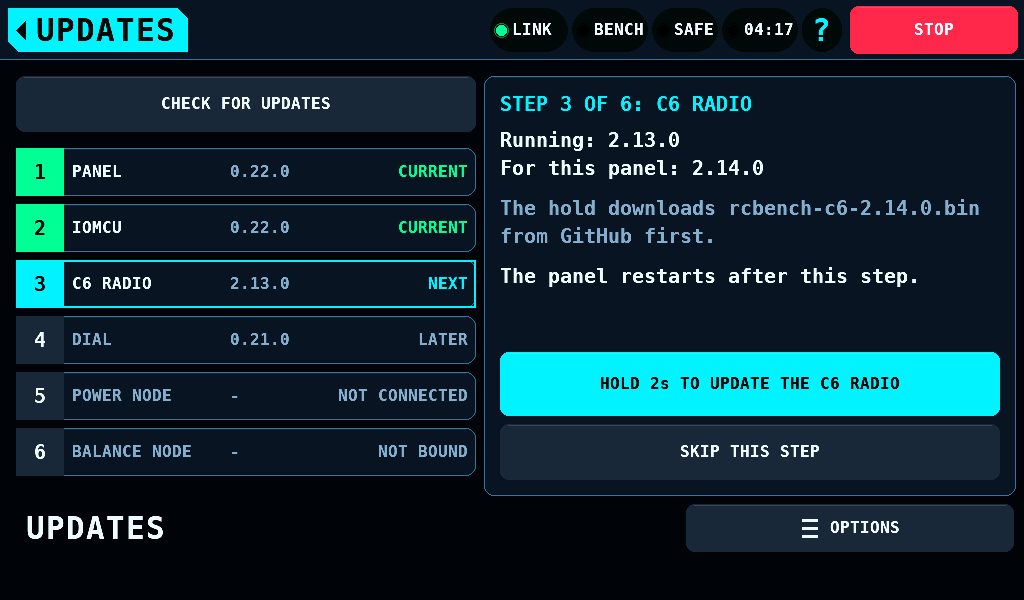 UPDATES
LINK
BENCH
SAFE
04:17
?
STOP
CHECK FOR UPDATES
1 PANEL 0.22.0 CURRENT
2 IOMCU 0.22.0 CURRENT
3 C6 RADIO 2.13.0 NEXT
4 DIAL 0.21.0 LATER
5 POWER NODE - NOT CONNECTED
6 BALANCE NODE - NOT BOUND
STEP 3 OF 6: C6 RADIO
Running: 2.13.0
For this panel: 2.14.0
The hold downloads rcbench-c6-2.14.0.bin
from GitHub first.
The panel restarts after this step.
HOLD 2s TO UPDATE THE C6 RADIO
SKIP THIS STEP
UPDATES
OPTIONS